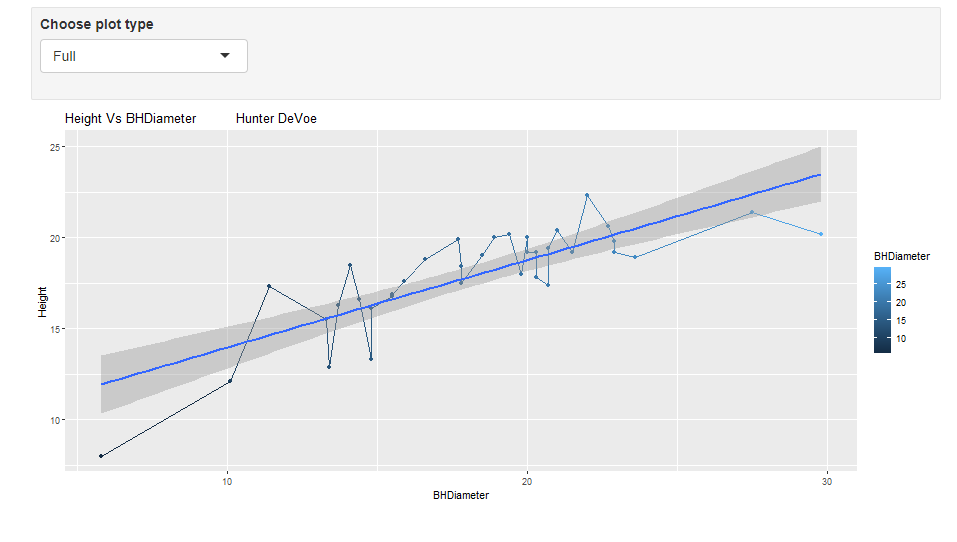 Choose plot type
Full
Height Vs BHDiameter Hunter DeVoe
25
20
15
10
Height
10 20 30
BHDiameter
BHDiameter
25
20
15
10